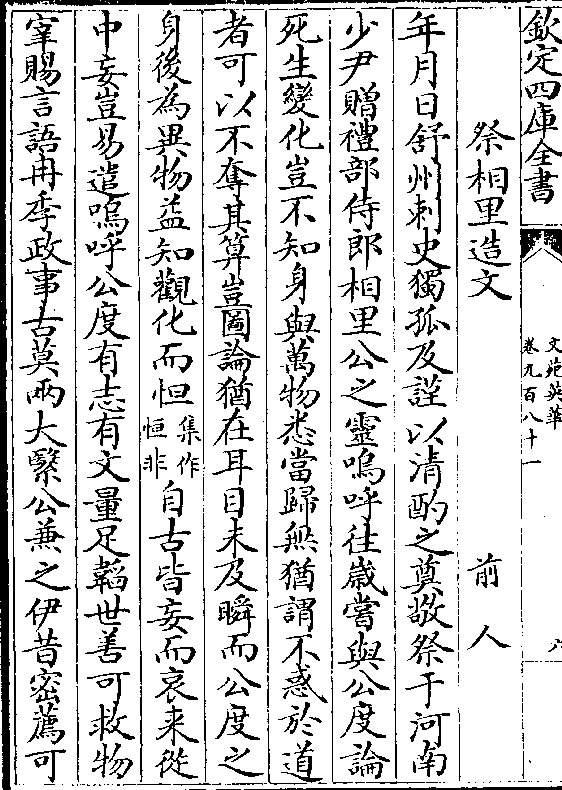 欽定四庫全書
文苑英華
卷九百八十一
六
祭相里造文　前人
年月日舒州刺史獨孤及謹以清酌之奠敬祭于河南
少尹贈禮部侍郎相里公之靈嗚呼往歲嘗與公度論
死生變化豈不知身與萬物悉當歸無猶謂不惑於道
者可以不奪其算豈圖論猶在耳目未及瞬而公度之
身後為異物益知觀化而怛集作恒非自古皆妄而哀來從
中妄豈易遣嗚呼公度有志有文量足韜世善可救物
宰賜言語冉季政事古莫兩大繄公兼之伊昔密薦可